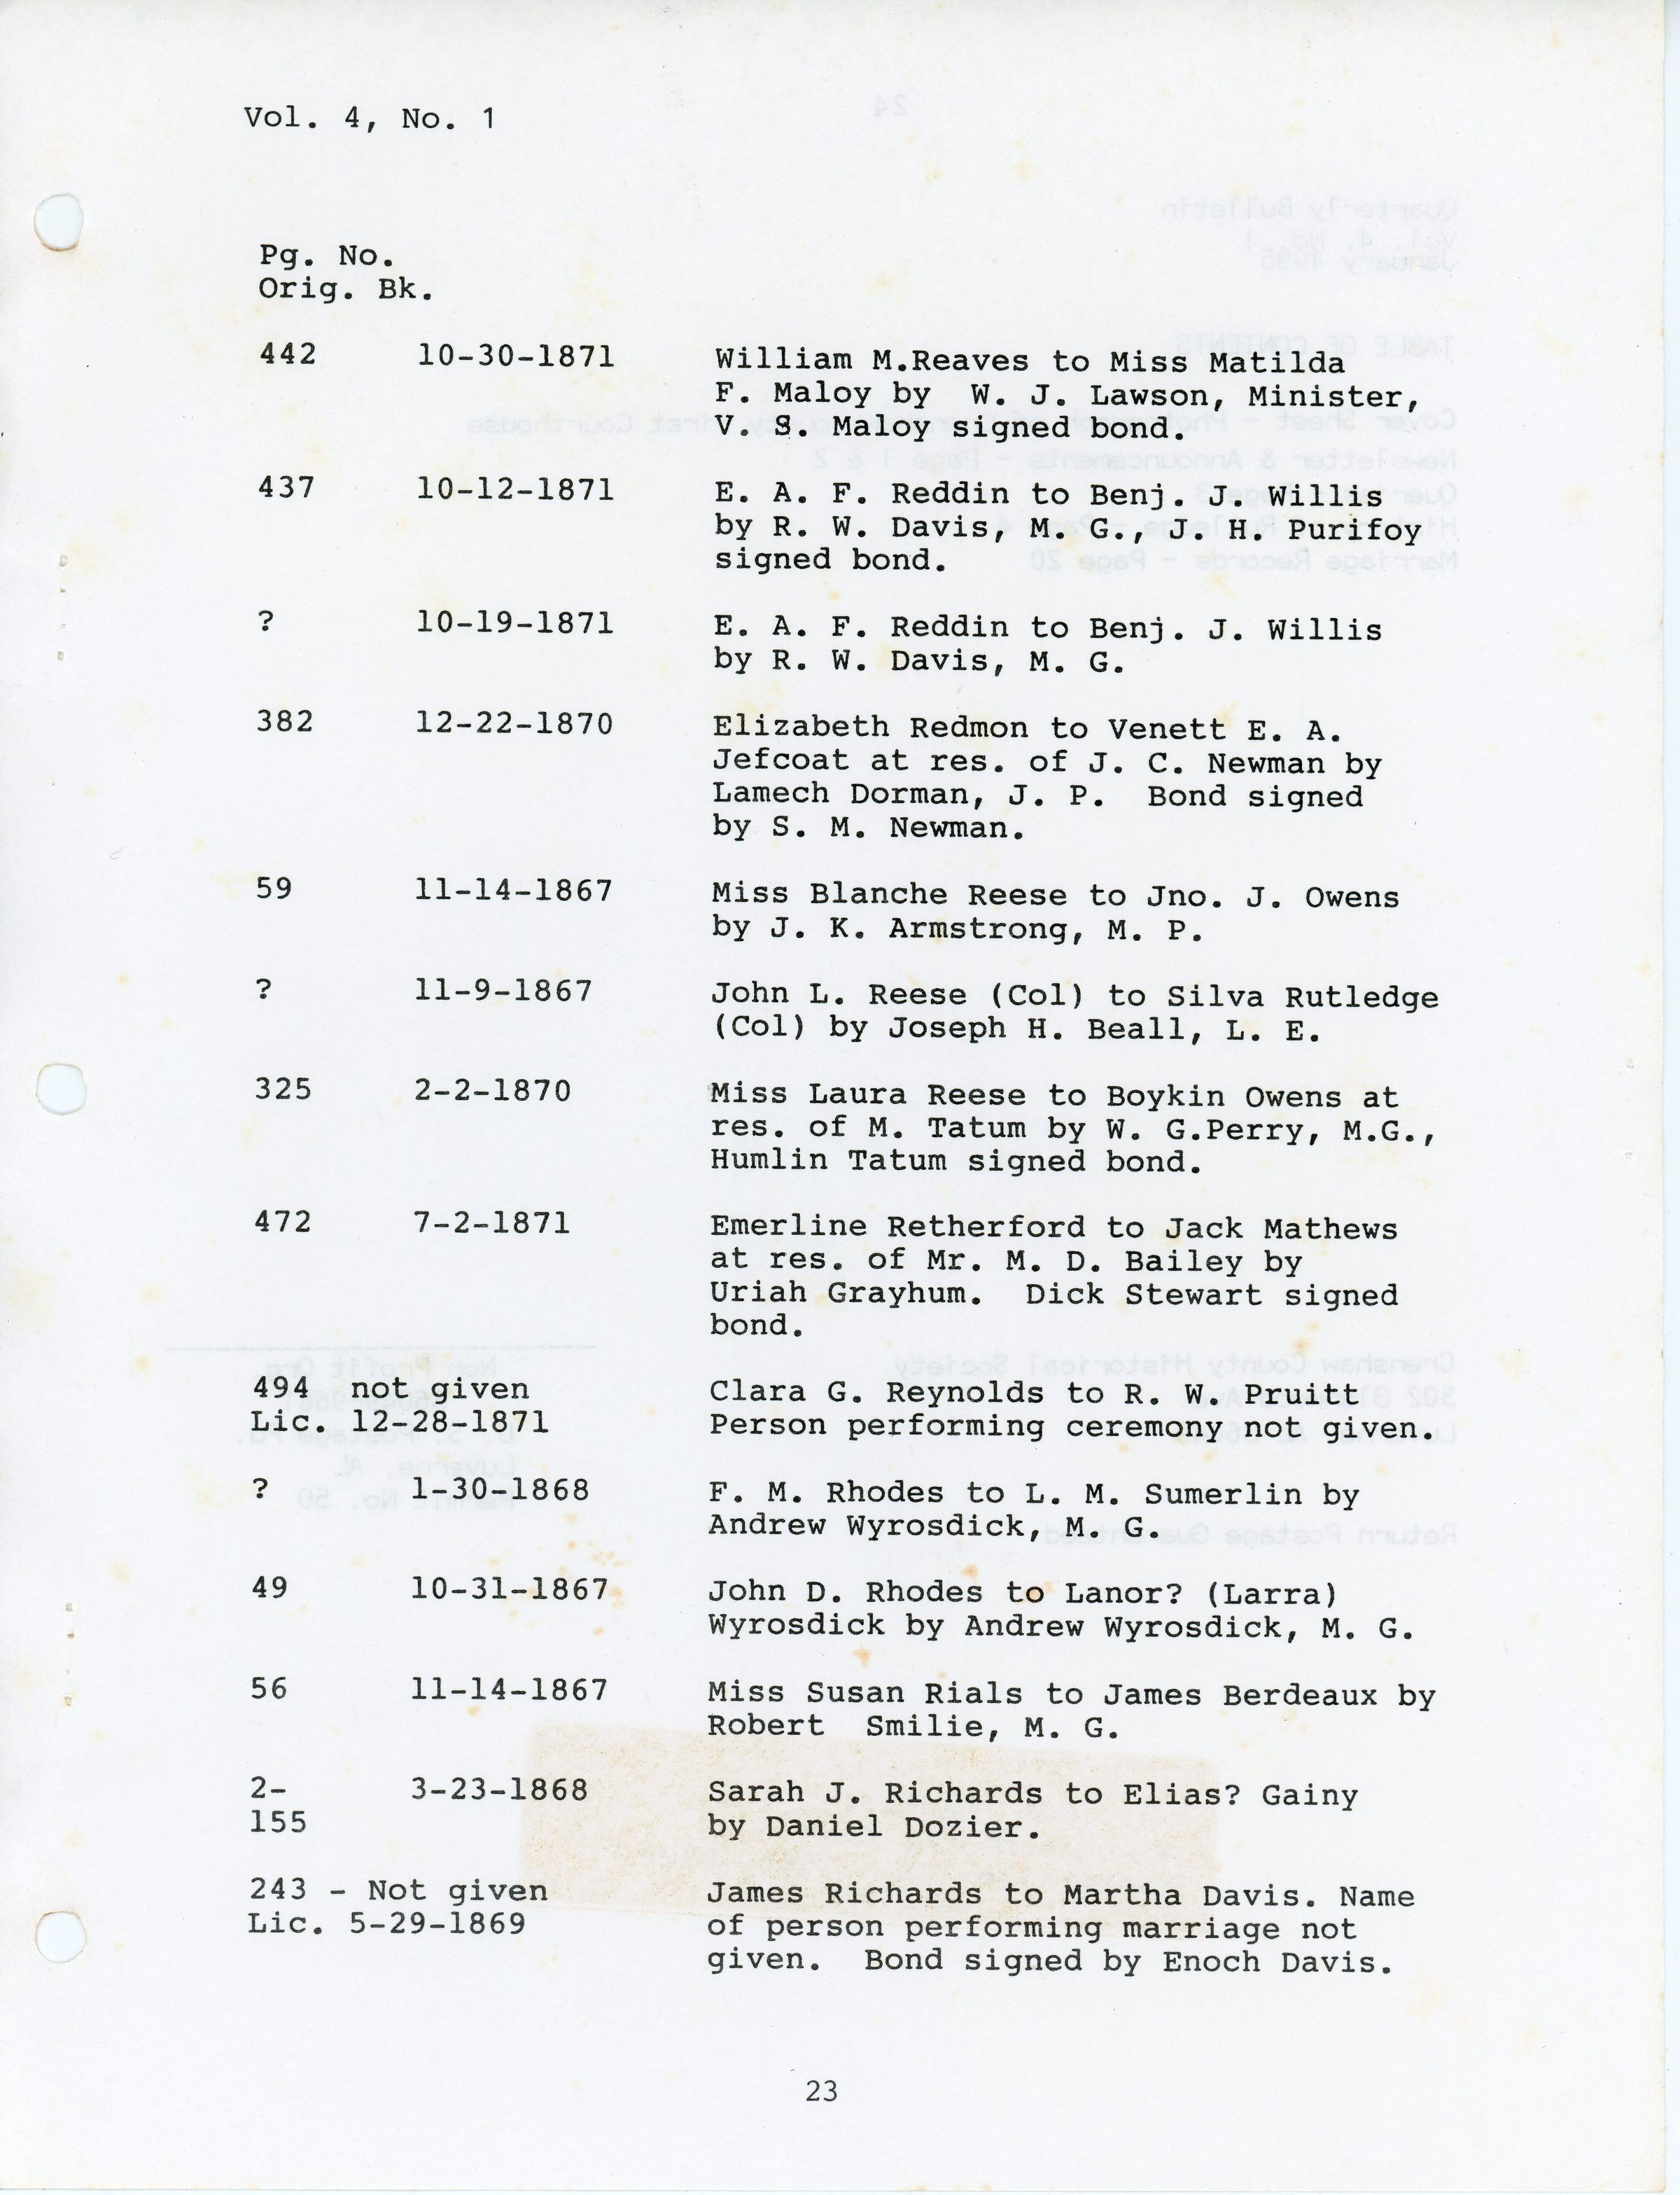 Vol. 4, No. 1
Pg. No.
Orig. Bk.
442 10-30-1871 William M.Reaves to Miss Matilda
F. Maloy by W. J. Lawson, Minister,
V. S. Maloy signed bond.
437 10-12-1871 E. A. F. Reddin to Benj. J. Willis
by R. W. Davis, M. G., J. H. Purifoy
signed bond.
? 10-19-1871 E. A. F. Reddin to Benj. J. Willis
by R. W. Davis, M. G.
382 12-22-1870 Elizabeth Redmon to Venett E. A.
Jefcoat at res. of J. C. Newman by
Lamech Dorman, J. P. Bond signed
by S. M. Newman.
59 11-14-1867 Miss Blanche Reese to Jno. J. Owens
by J. K. Armstrong, M. P.
? 11-9-1867 John L. Reese (Col) to Silva Rutledge
(Col) by Joseph H. Beall, L. E.
325 2-2-1870 Miss Laura Reese to Boykin Owens at
res. of M. Tatum by W. G.Perry, M.G.,
Humlin Tatum signed bond.
472 7-2-1871 Emerline Retherford to Jack Mathews
at res. of Mr. M. D. Bailey by
Uriah Grayhum. Dick Stewart signed
bond.
494 not given Clara G. Reynolds to R. W. Pruitt
Lic. 12-28-1871 Person performing ceremony not given.
? 1-30-1868 F. M. Rhodes to L. M. Sumerlin by
Andrew Wyrosdick, M. G.
49 10-31-1867 John D. Rhodes to Lanor? (Larra)
Wyrosdick by Andrew Wyrosdick, M. G.
56 11-14-1867 Miss Susan Rials to James Berdeaux by
Robert Smilie, M. G.
2- 3-23-1868 Sarah J. Richards to Elias? Gainy
155 by Daniel Dozier.
243 - Not given James Richards to Martha Davis. Name
Lic. 5-29-1869 of person performing marriage not
given. Bond signed by Enoch Davis.
23